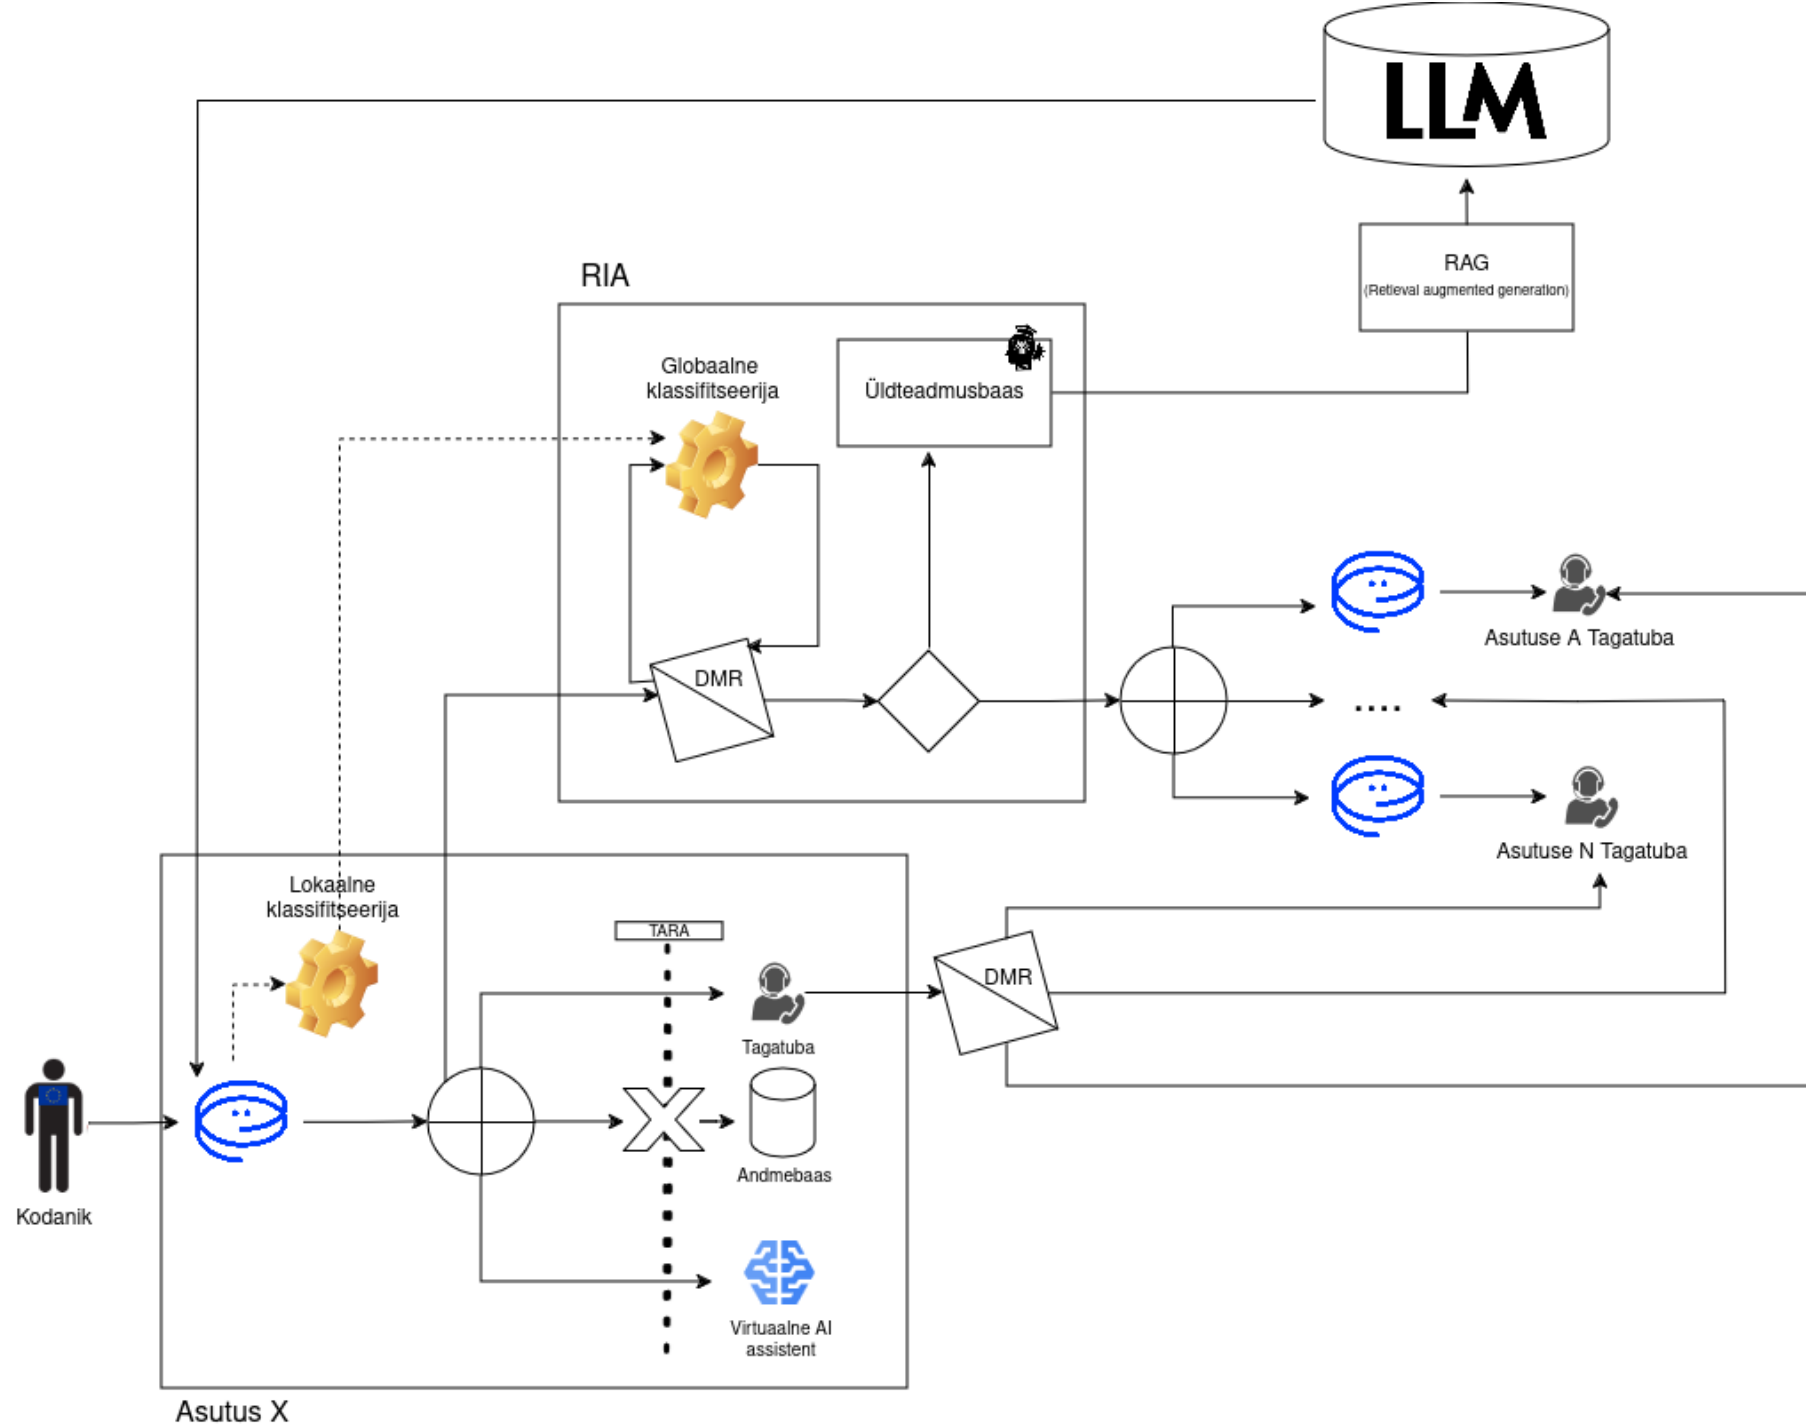 LLM
RAG
(Retieval augmented generation)
RIA
Globaalne
klassifitseerija
Üldteadmusbaas
DMR
Asutuse A Tagatuba
....
Asutuse N Tagatuba
Lokaalne
klassifitseerija
TARA
DMR
Tagatuba
Andmebaas
Kodanik
Virtuaalne AI
assistent
Asutus X